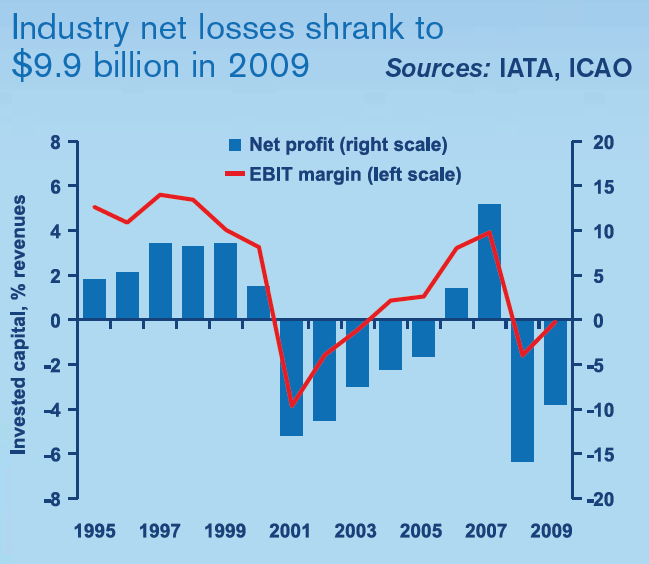 Industry net losses shrank to
$9.9 billion in 2009
Sources: IATA, ICAO
Net profit (right scale)
EBIT margin (left scale)
Invested capital, % revenues
8
6
4
2
0
-2
-4
-6
-8
20
15
10
5
0
-5
-10
-15
-20
1995 1997 1999 2001 2003 2005 2007 2009